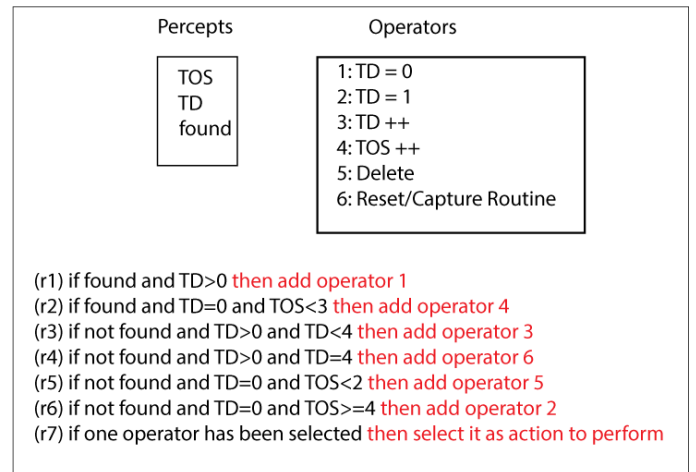 Percepts
Operators
TOS
TD
found
1: TD = 0
2: TD = 1
3: TD ++
4: TOS ++
5: Delete
6: Reset/Capture Routine
(r1) if found and TD>0 then add operator 1
(r2) if found and TD=0 and TOS<3 then add operator 4
(r3) if not found and TD>0 and TD<4 then add operator 3
(r4) if not found and TD>0 and TD=4 then add operator 6
(r5) if not found and TD=0 and TOS<2 then add operator 5
(r6) if not found and TD=0 and TOS>=4 then add operator 2
(r7) if one operator has been selected then select it as action to perform